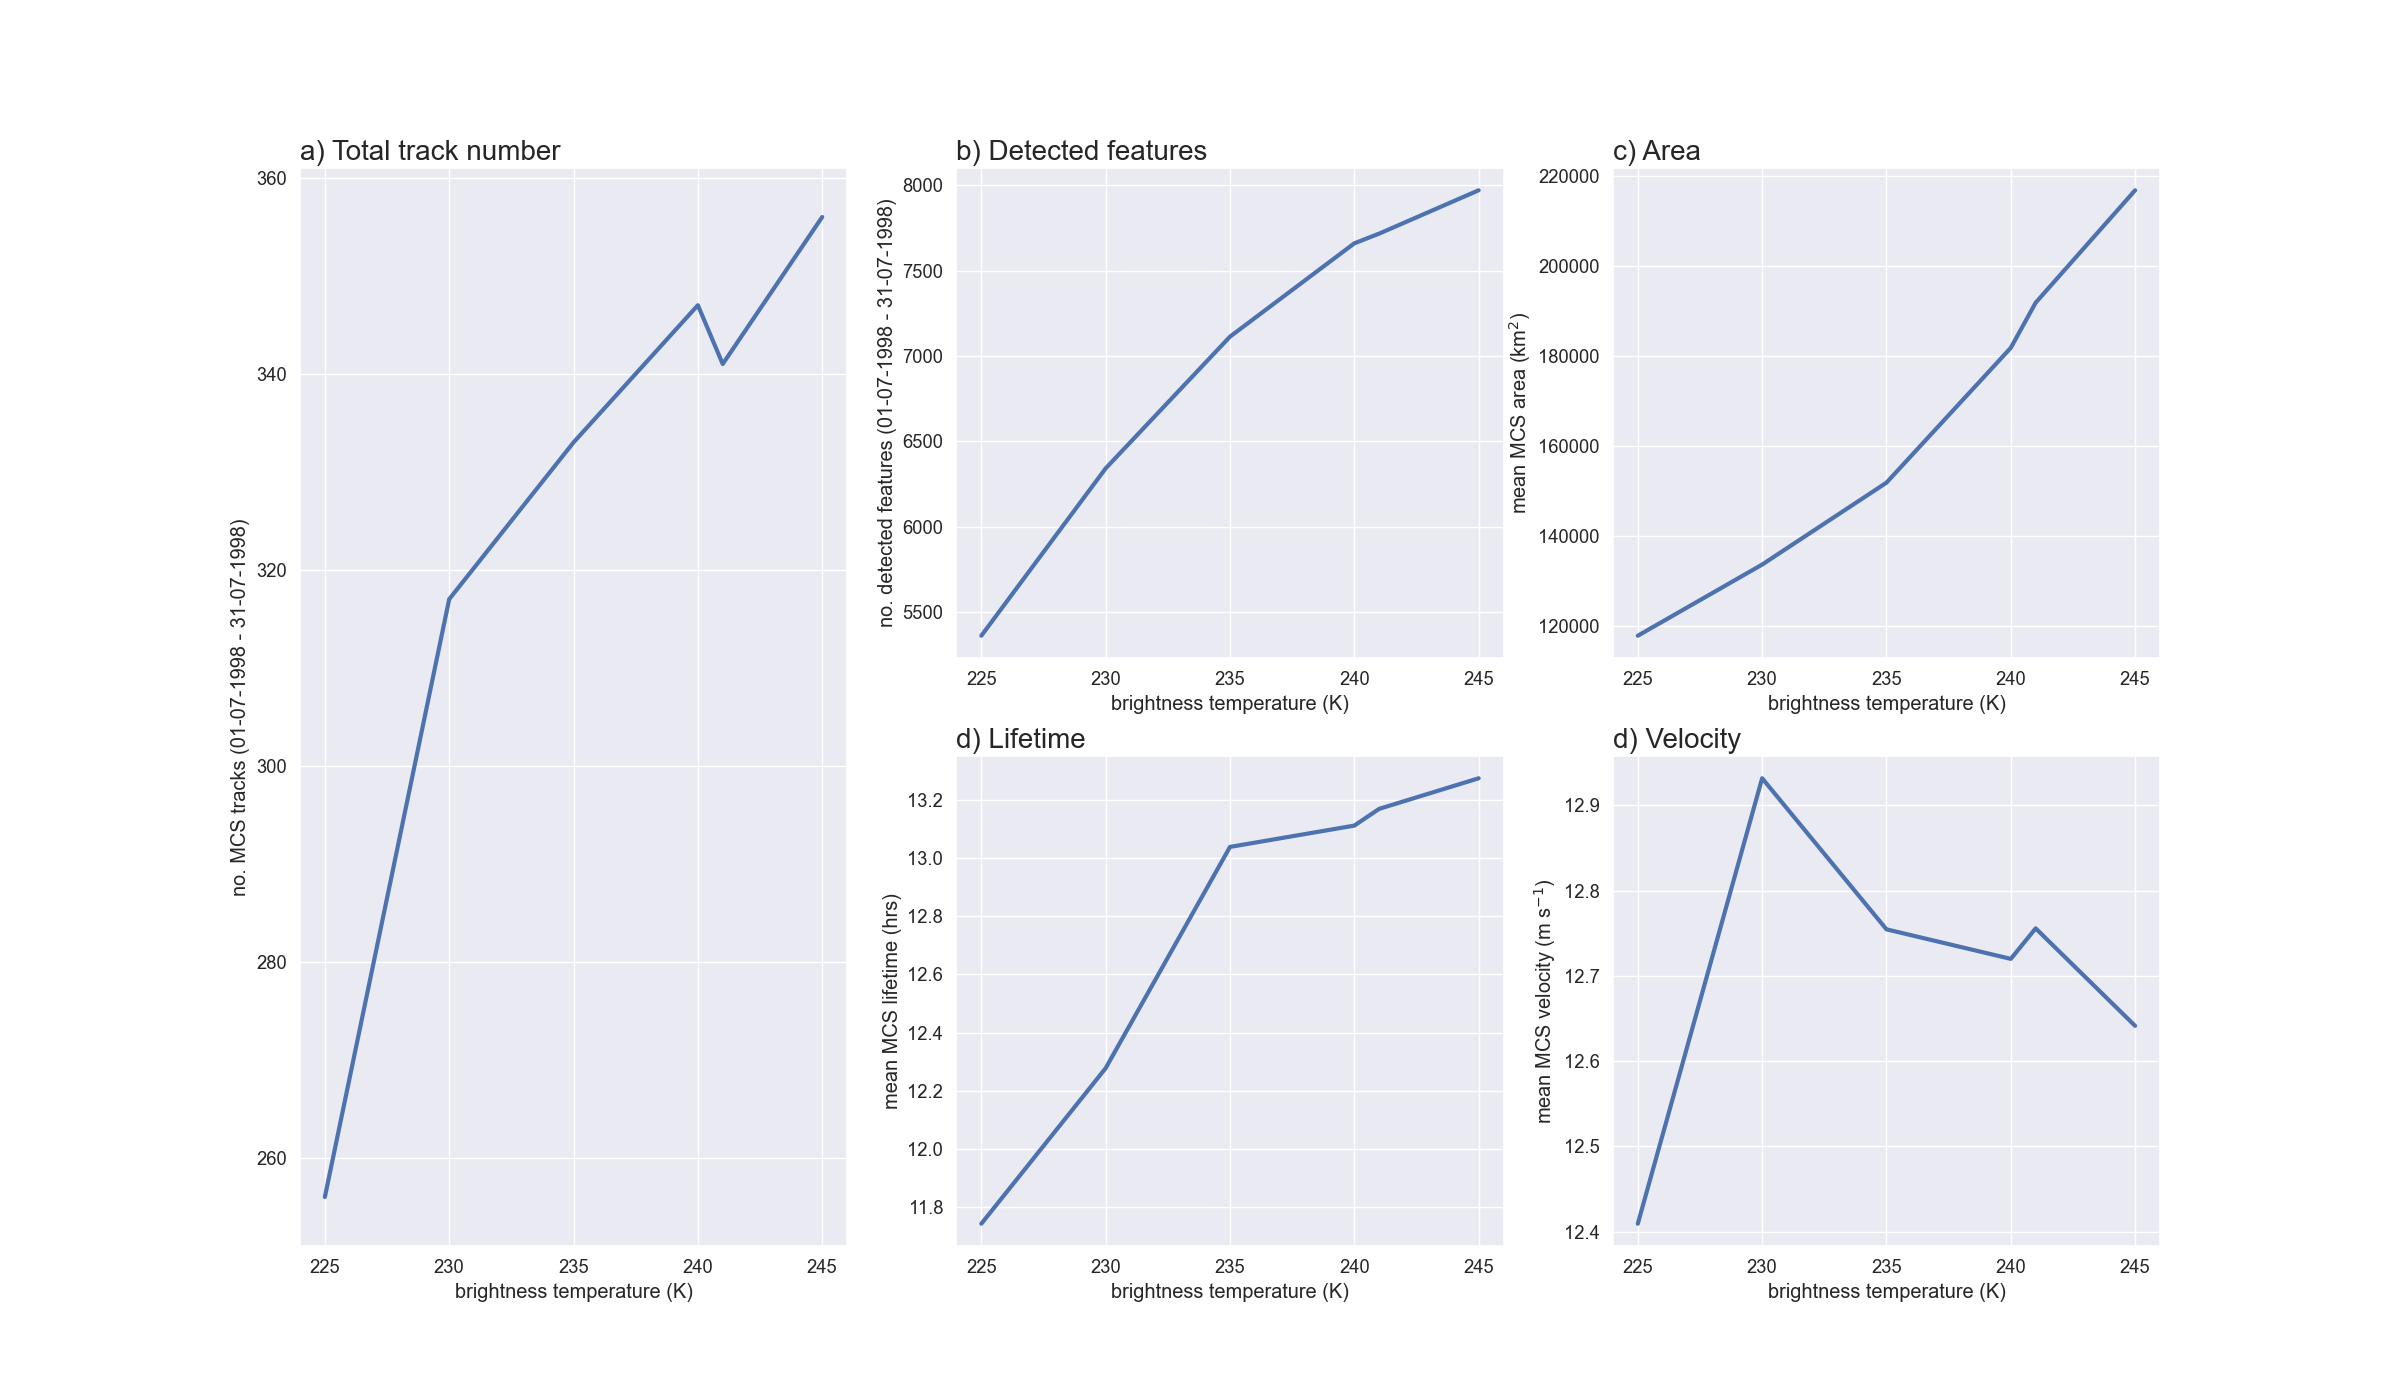 a) Total track number
360
340
320
300
280
260
no. MCS tracks (01-07-1998 - 31-07-1998)
225 230 235 240 245
brightness temperature (K)
b) Detected features
8000
7500
7000
6500
6000
5500
no. detected features (01-07-1998 - 31-07-1998)
225 230 235 240 245
brightness temperature (K)
c) Area
220000
200000
180000
160000
140000
120000
mean MCS area (km²)
225 230 235 240 245
brightness temperature (K)
d) Lifetime
13.2
13.0
12.8
12.6
12.4
12.2
12.0
11.8
mean MCS lifetime (hrs)
225 230 235 240 245
brightness temperature (K)
d) Velocity
12.9
12.8
12.7
12.6
12.5
12.4
mean MCS velocity (m s⁻¹)
225 230 235 240 245
brightness temperature (K)